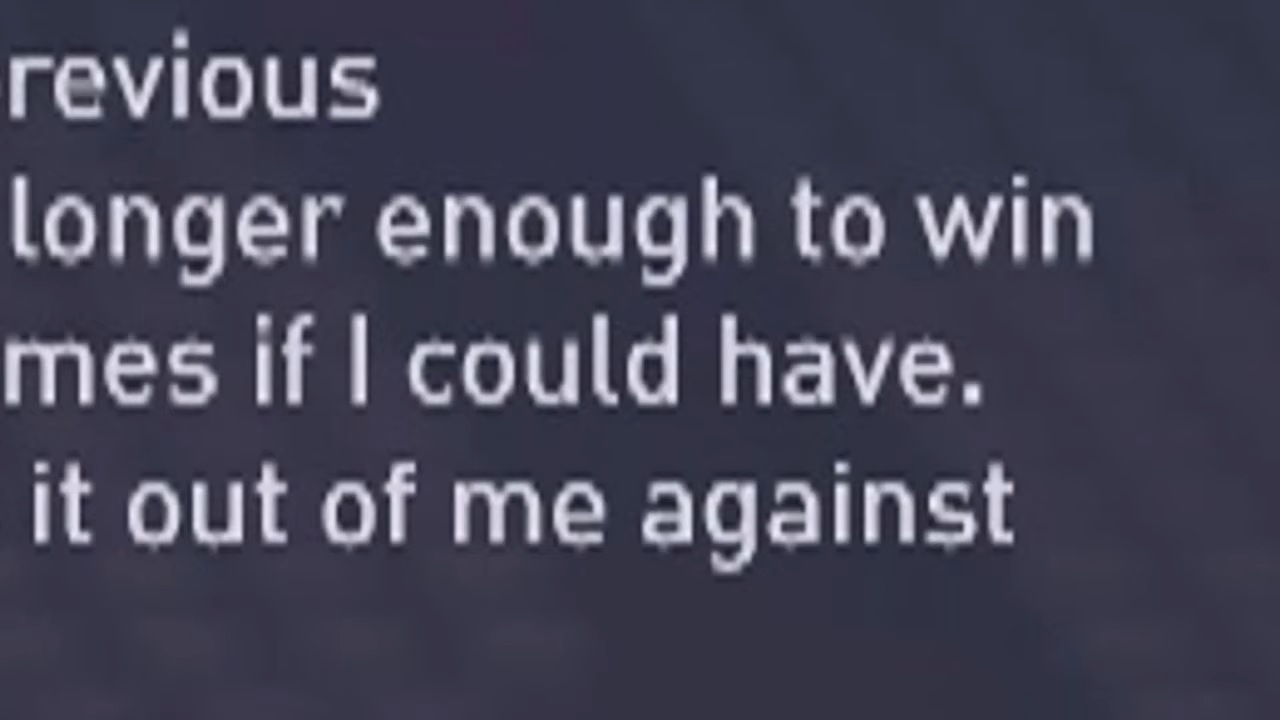 revious
longer enough to win
mes if I could have.
it out of me against